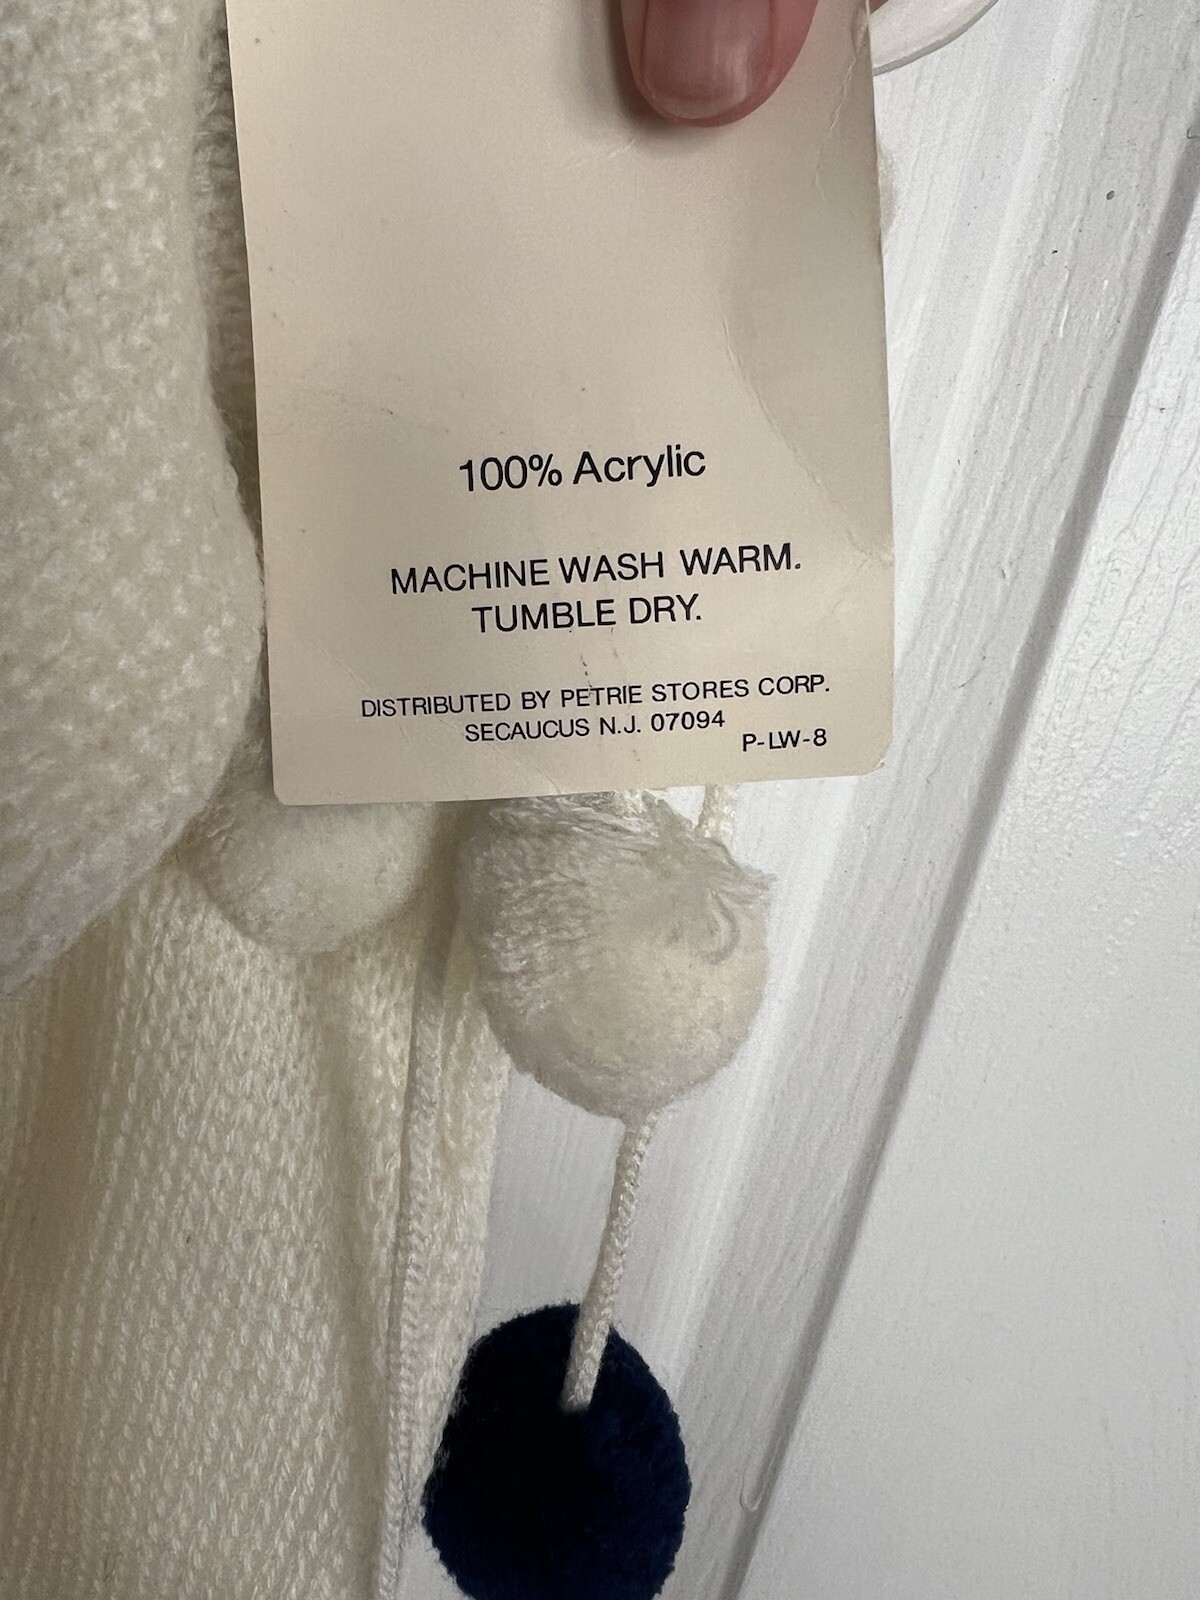 100% Acrylic
MACHINE WASH WARM.
TUMBLE DRY.
DISTRIBUTED BY PETRIE STORES CORP.
SECAUCUS N.J. 07094
P-LW-8